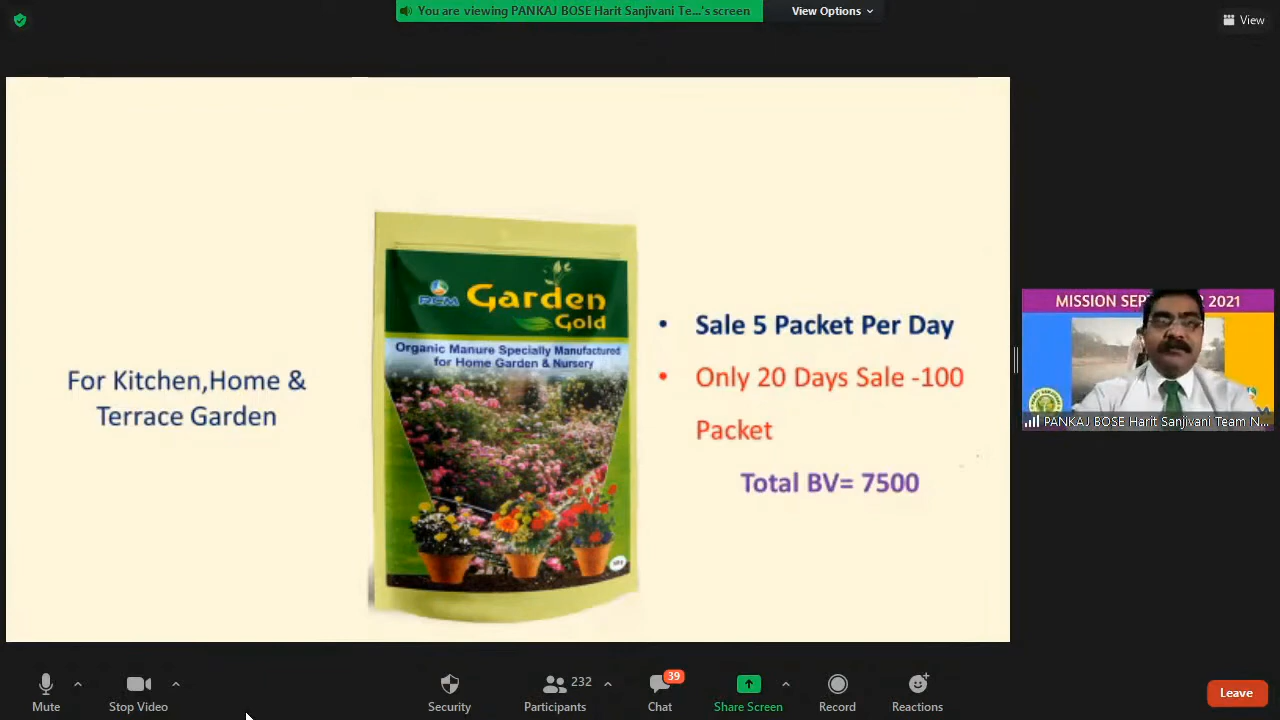 You are viewing PANKAJ BOSE Harit Sanjivani Te...'s screen
View Options
View
For Kitchen,Home &
Terrace Garden
RCM
Garden
Gold
Organic Manure Specially Manufactured
for Home Garden & Nursery
• Sale 5 Packet Per Day
• Only 20 Days Sale -100
Packet
Total BV= 7500
MISSION SEPT R 2021
PANKAJ BOSE Harit Sanjivani Team N...
Mute
Stop Video
Security
232
Participants
39
Chat
Share Screen
Record
Reactions
Leave